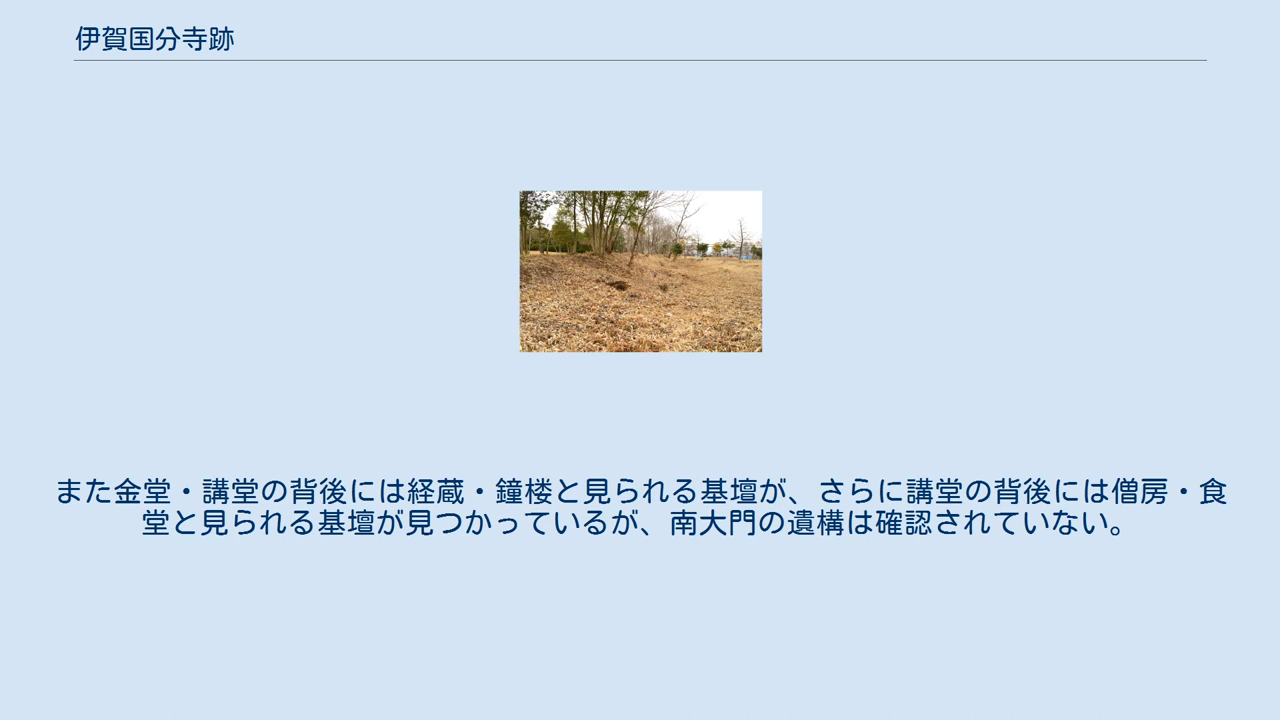 伊賀国分寺跡
また金堂・講堂の背後には経蔵・鐘楼と見られる基壇が、さらに講堂の背後には僧房・食
堂と見られる基壇が見つかっているが、南大門の遺構は確認されていない。